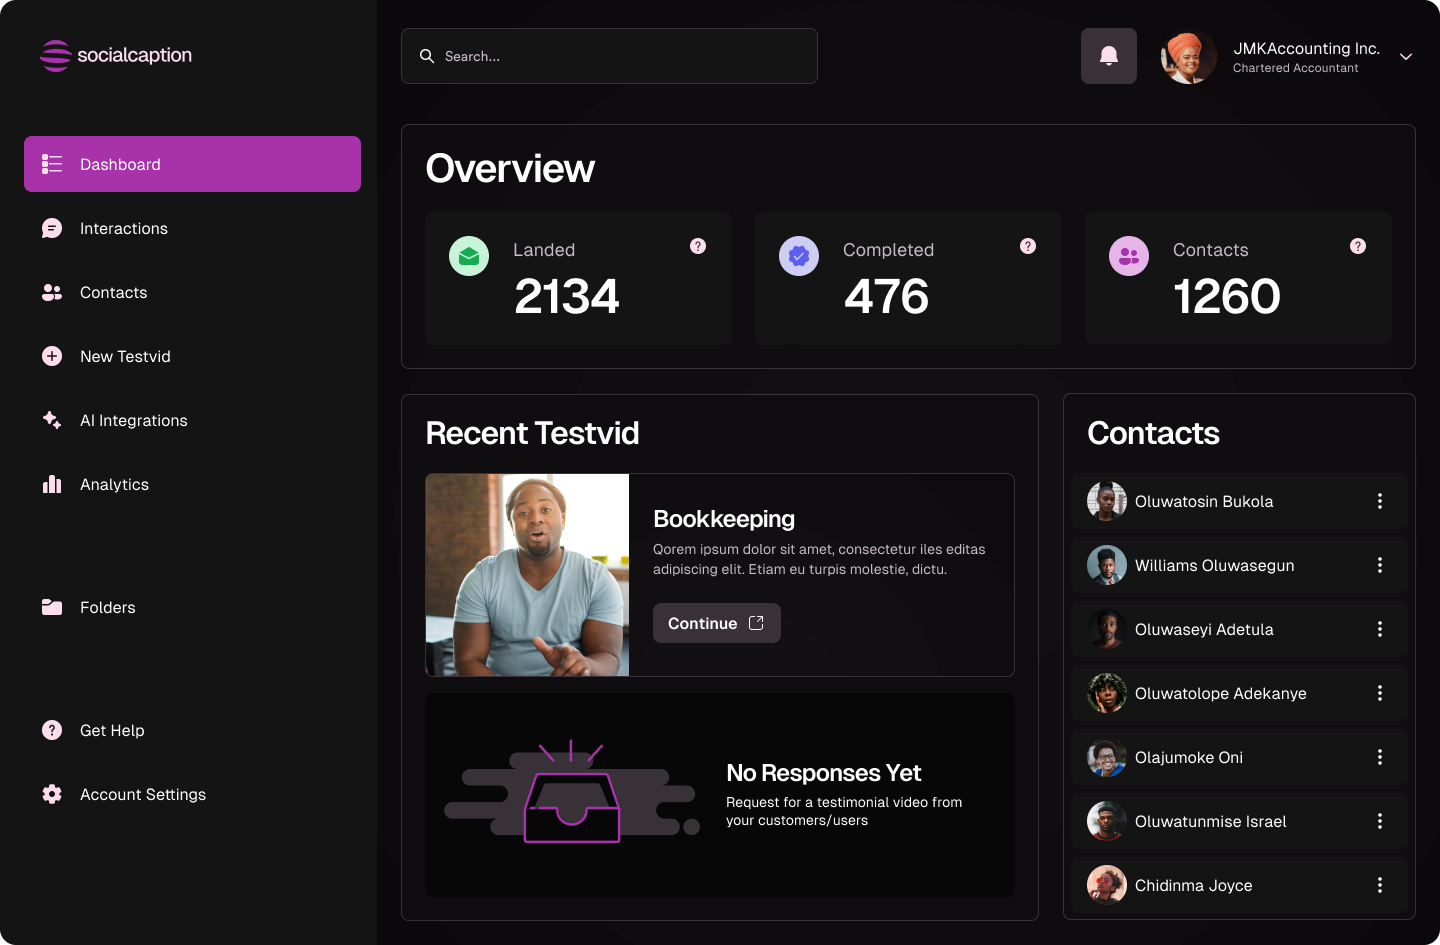 socialcaption
Search...
JMKAccounting Inc.
Chartered Accountant
Dashboard
Interactions
Contacts
New Testvid
AI Integrations
Analytics
Folders
Get Help
Account Settings
Overview
Landed
?
2134
Completed
?
476
Contacts
?
1260
Recent Testvid
Bookkeeping
Qorem ipsum dolor sit amet, consectetur iles editas
adipiscing elit. Etiam eu turpis molestie, dictu.
Continue
No Responses Yet
Request for a testimonial video from
your customers/users
Contacts
Oluwatosin Bukola
Williams Oluwasegun
Oluwaseyi Adetula
Oluwatolope Adekanye
Olajumoke Oni
Oluwatunmise Israel
Chidinma Joyce